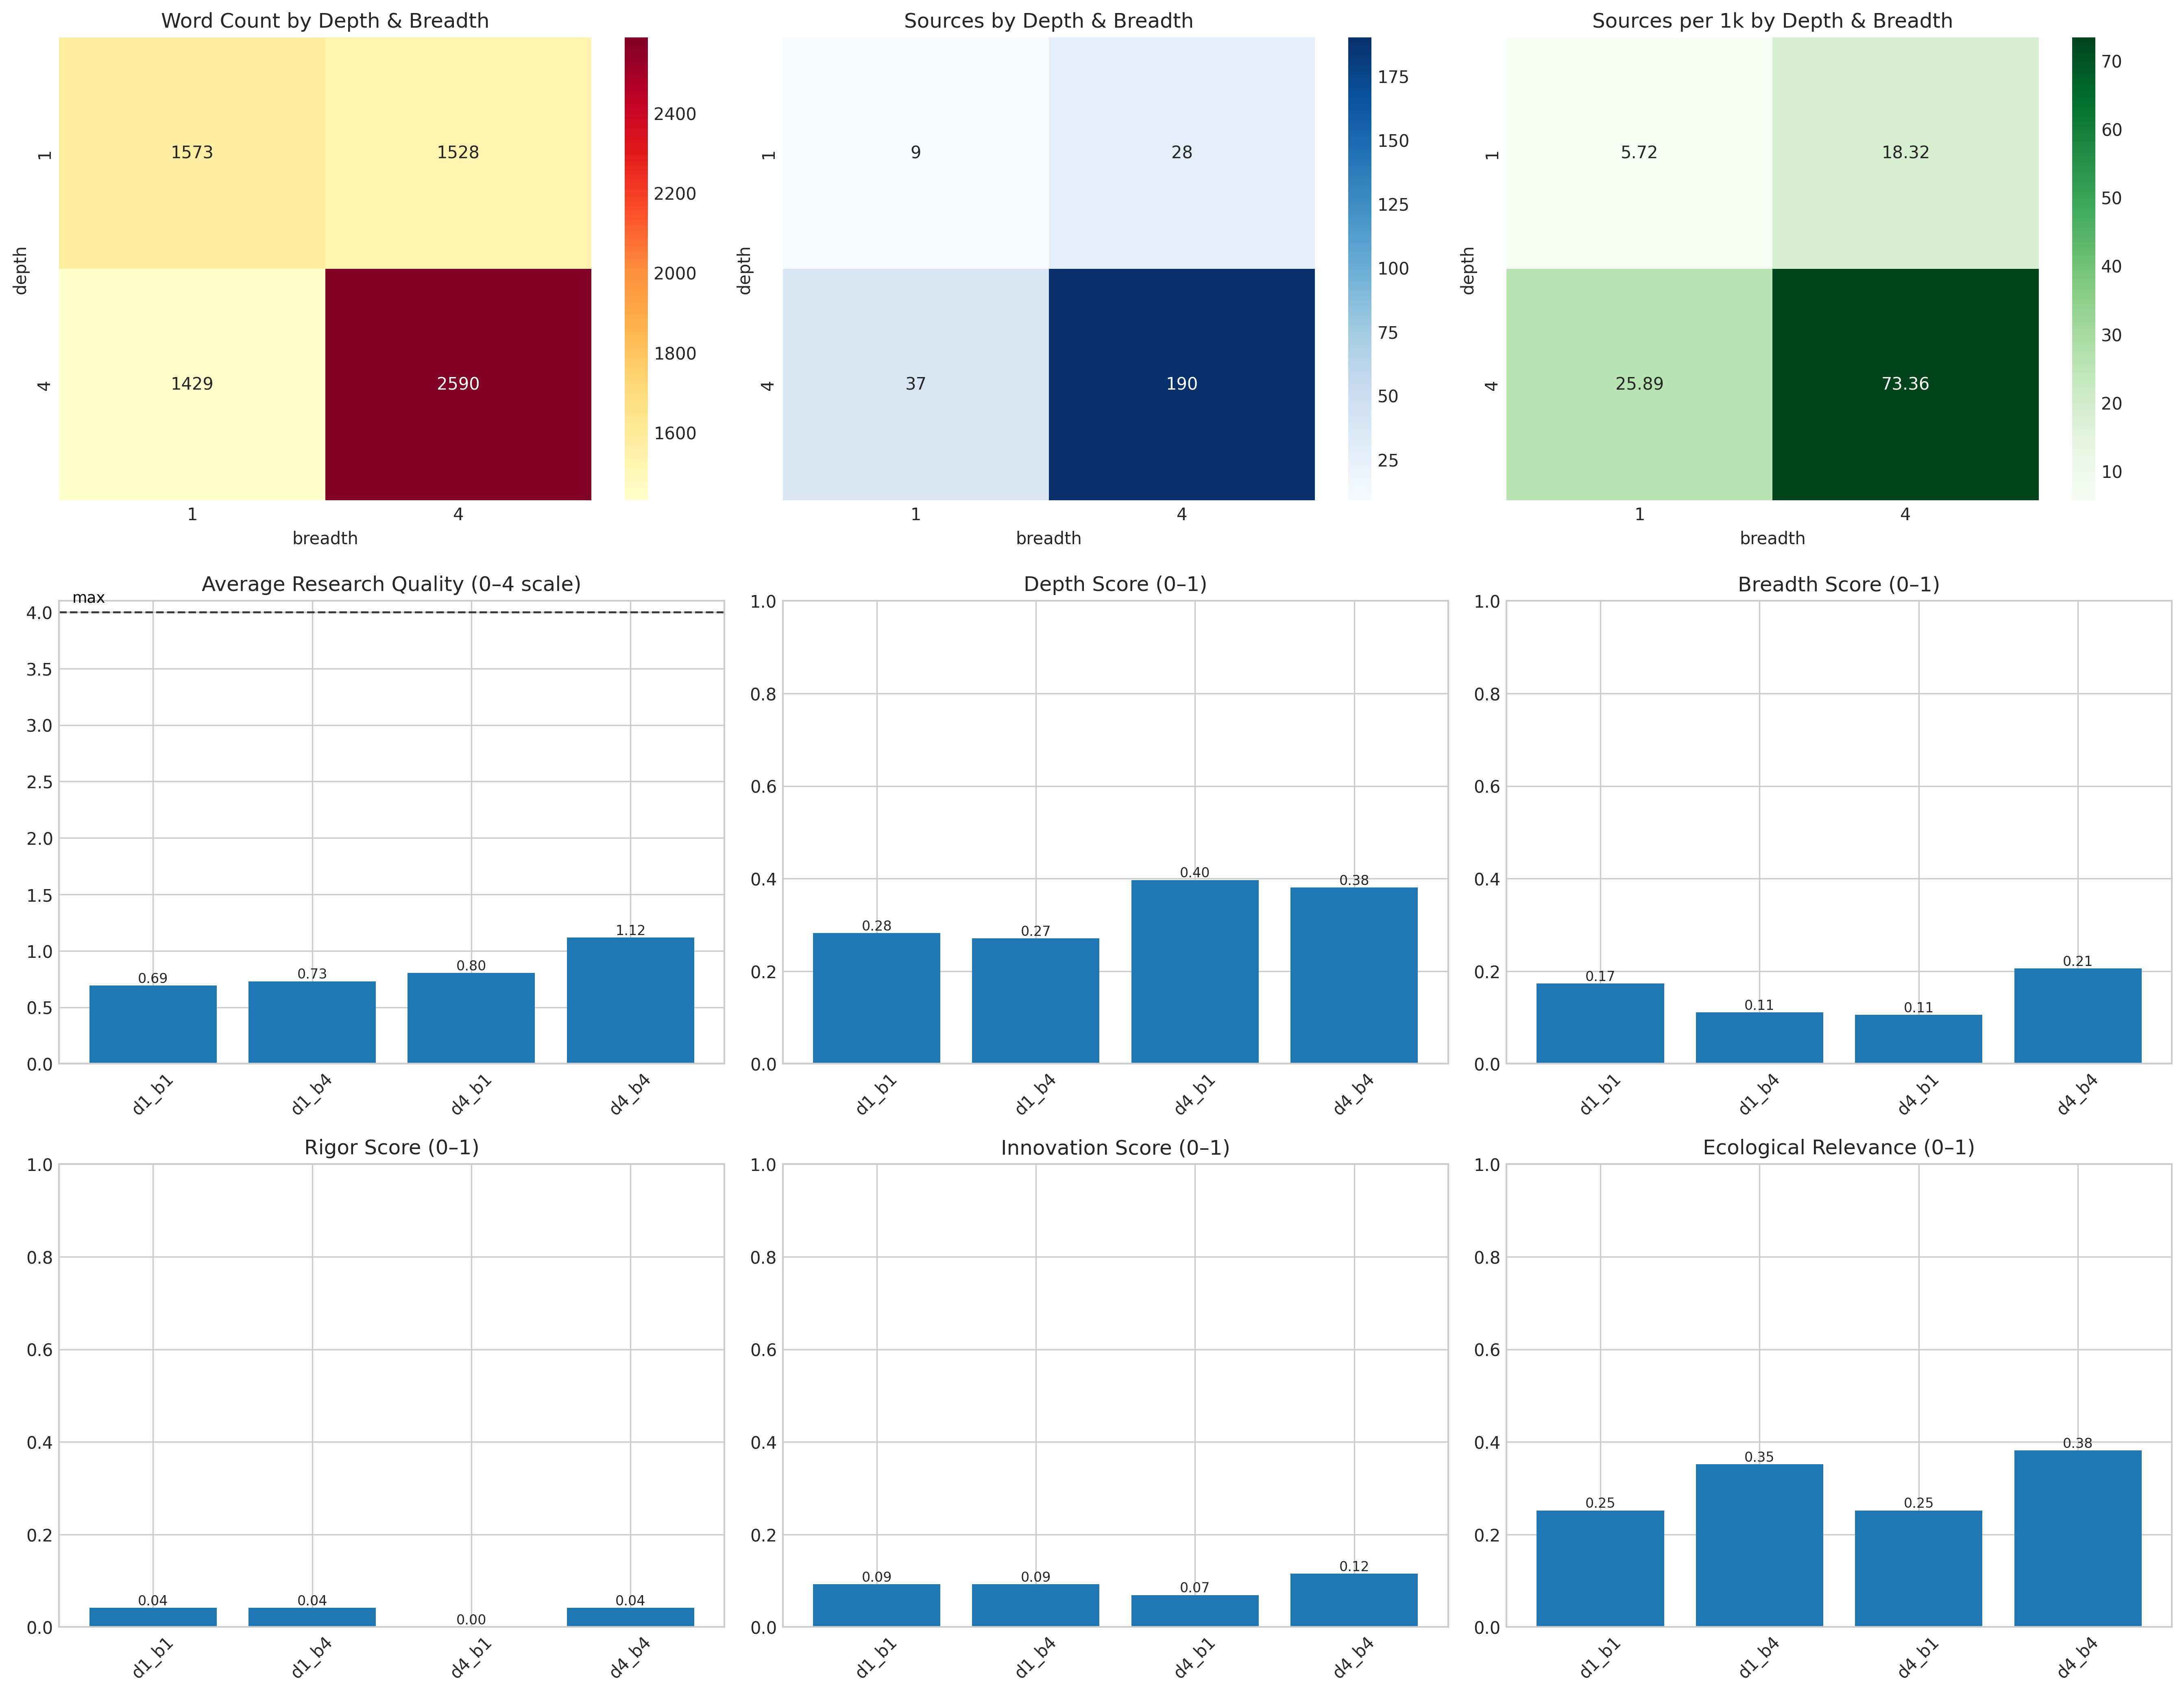 Word Count by Depth & Breadth
1573 1528
1429 2590
1
4
depth
1 4
breadth
2400
2200
2000
1800
1600
Sources by Depth & Breadth
9 28
37 190
1
4
depth
1 4
breadth
175
150
125
100
75
50
25
Sources per 1k by Depth & Breadth
5.72 18.32
25.89 73.36
1
4
depth
1 4
breadth
70
60
50
40
30
20
10
Average Research Quality (0–4 scale)
max
4.0
3.5
3.0
2.5
2.0
1.5
1.0
0.5
0.0
0.69 0.73 0.80 1.12
d1_b1 d1_b4 d4_b1 d4_b4
Depth Score (0–1)
1.0
0.8
0.6
0.4
0.2
0.0
0.28 0.27 0.40 0.38
d1_b1 d1_b4 d4_b1 d4_b4
Breadth Score (0–1)
1.0
0.8
0.6
0.4
0.2
0.0
0.17 0.11 0.11 0.21
d1_b1 d1_b4 d4_b1 d4_b4
Rigor Score (0–1)
1.0
0.8
0.6
0.4
0.2
0.0
0.04 0.04 0.00 0.04
d1_b1 d1_b4 d4_b1 d4_b4
Innovation Score (0–1)
1.0
0.8
0.6
0.4
0.2
0.0
0.09 0.09 0.07 0.12
d1_b1 d1_b4 d4_b1 d4_b4
Ecological Relevance (0–1)
1.0
0.8
0.6
0.4
0.2
0.0
0.25 0.35 0.25 0.38
d1_b1 d1_b4 d4_b1 d4_b4